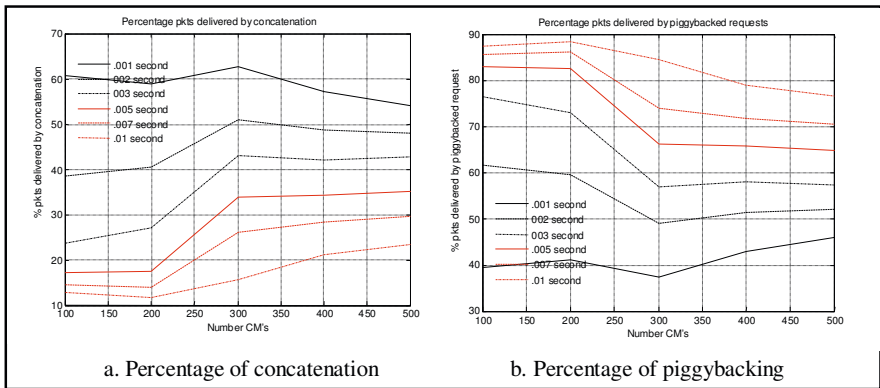 Percentage pkts delivered by concatenation
% pkts delivered by concatenation
70
60
50
40
30
20
10
.001 second
002 second
003 second
.005 second
.007 second
.01 second
100 150 200 250 300 350 400 450 500
Number CM's
a. Percentage of concatenation
Percentage pkts delivered by piggybacked requests
% pkts delivered by piggybacked request
90
80
70
60
50
40
30
.001 second
002 second
003 second
.005 second
.007 second
.01 second
100 150 200 250 300 350 400 450 500
Number CM's
b. Percentage of piggybacking